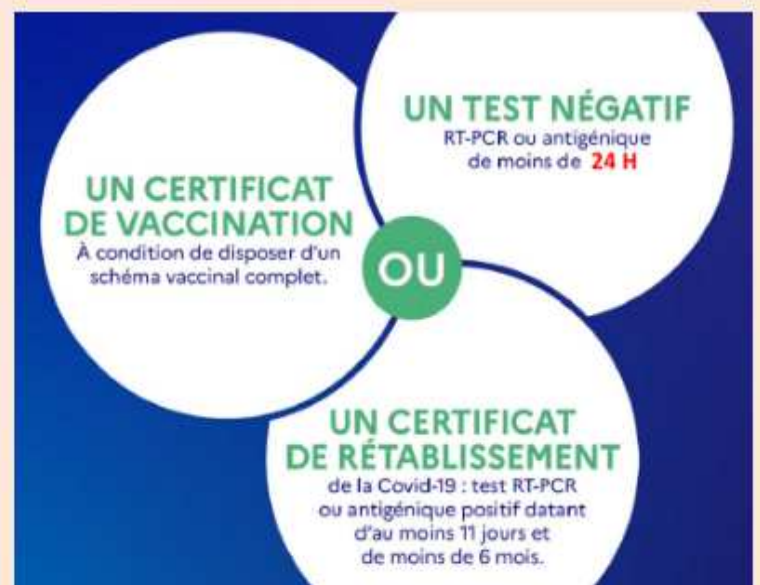 UN CERTIFICAT
DE VACCINATION
À condition de disposer d'un
schéma vaccinal complet.
UN TEST NÉGATIF
RT-PCR ou antigénique
de moins de 24 H
OU
UN CERTIFICAT
DE RÉTABLISSEMENT
de la Covid-19 : test RT-PCR
ou antigénique positif datant
d'au moins 11 jours et
de moins de 6 mois.